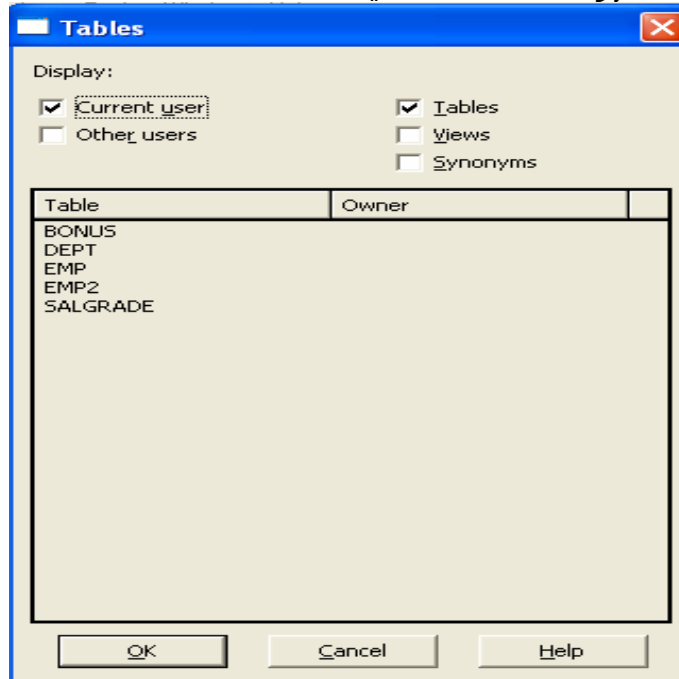 Tables
Display:
Current user
Tables
Other users
Views
Synonyms
Table Owner
BONUS
DEPT
EMP
EMP2
SALGRADE
OK Cancel Help